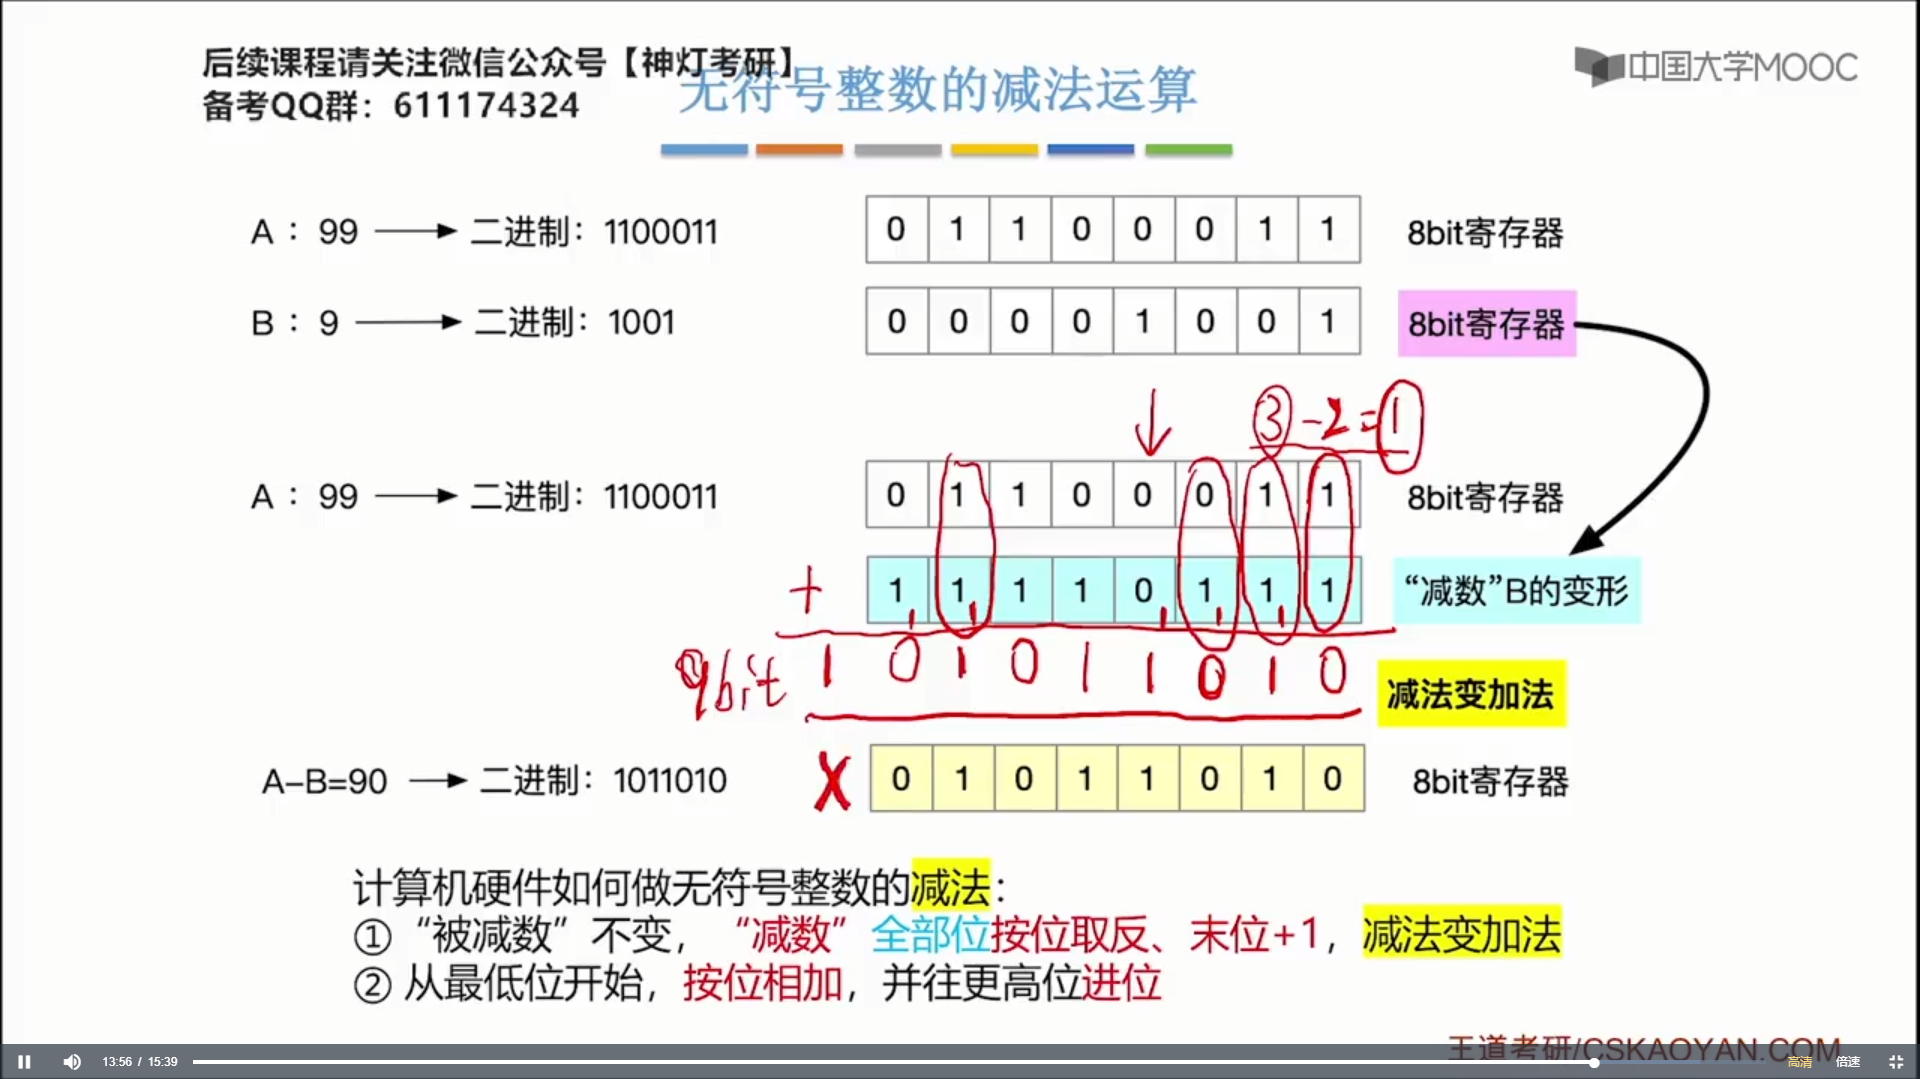 后续课程请关注微信公众号【神灯考研】
备考QQ群：611174324
无符号整数的减法运算
中国大学MOOC
A： 99 → 二进制：1100011 0 1 1 0 0 0 1 1 8bit寄存器
B： 9 → 二进制：1001 0 0 0 0 1 0 0 1 8bit寄存器
3-2=1
A： 99 → 二进制：1100011 0 1 1 0 0 0 1 1 8bit寄存器
+ 1 1 1 1 0 1 1 1 “减数”B的变形
9bit 1 0 1 0 1 1 0 1 0 减法变加法
A-B=90 → 二进制：1011010 X 0 1 0 1 1 0 1 0 8bit寄存器
计算机硬件如何做无符号整数的减法：
①“被减数”不变，“减数”全部位按位取反、末位+1，减法变加法
② 从最低位开始，按位相加，并往更高位进位
王道考研/CSKAOYAN.COM
13:56 / 15:39 高清 倍速